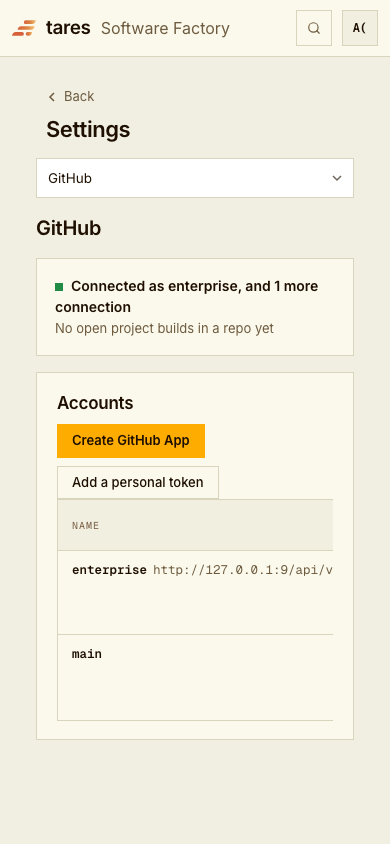 tares Software Factory A(
Back
Settings
GitHub
GitHub
Connected as enterprise, and 1 more
connection
No open project builds in a repo yet
Accounts
Create GitHub App
Add a personal token
NAME
enterprise http://127.0.0.1:9/api/v
main